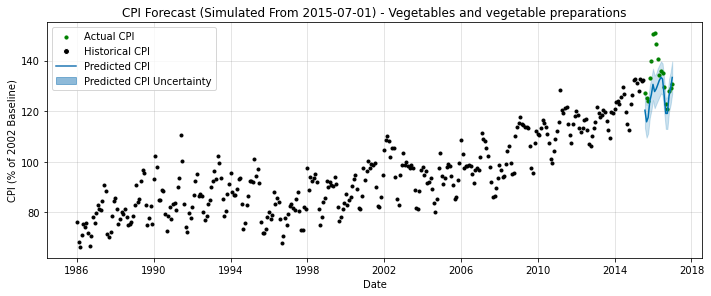 CPI Forecast (Simulated From 2015-07-01) - Vegetables and vegetable preparations
Actual CPI
Historical CPI
Predicted CPI
Predicted CPI Uncertainty
CPI (% of 2002 Baseline)
140
120
100
80
1986
1990
1994
1998
2002
2006
2010
2014
2018
Date